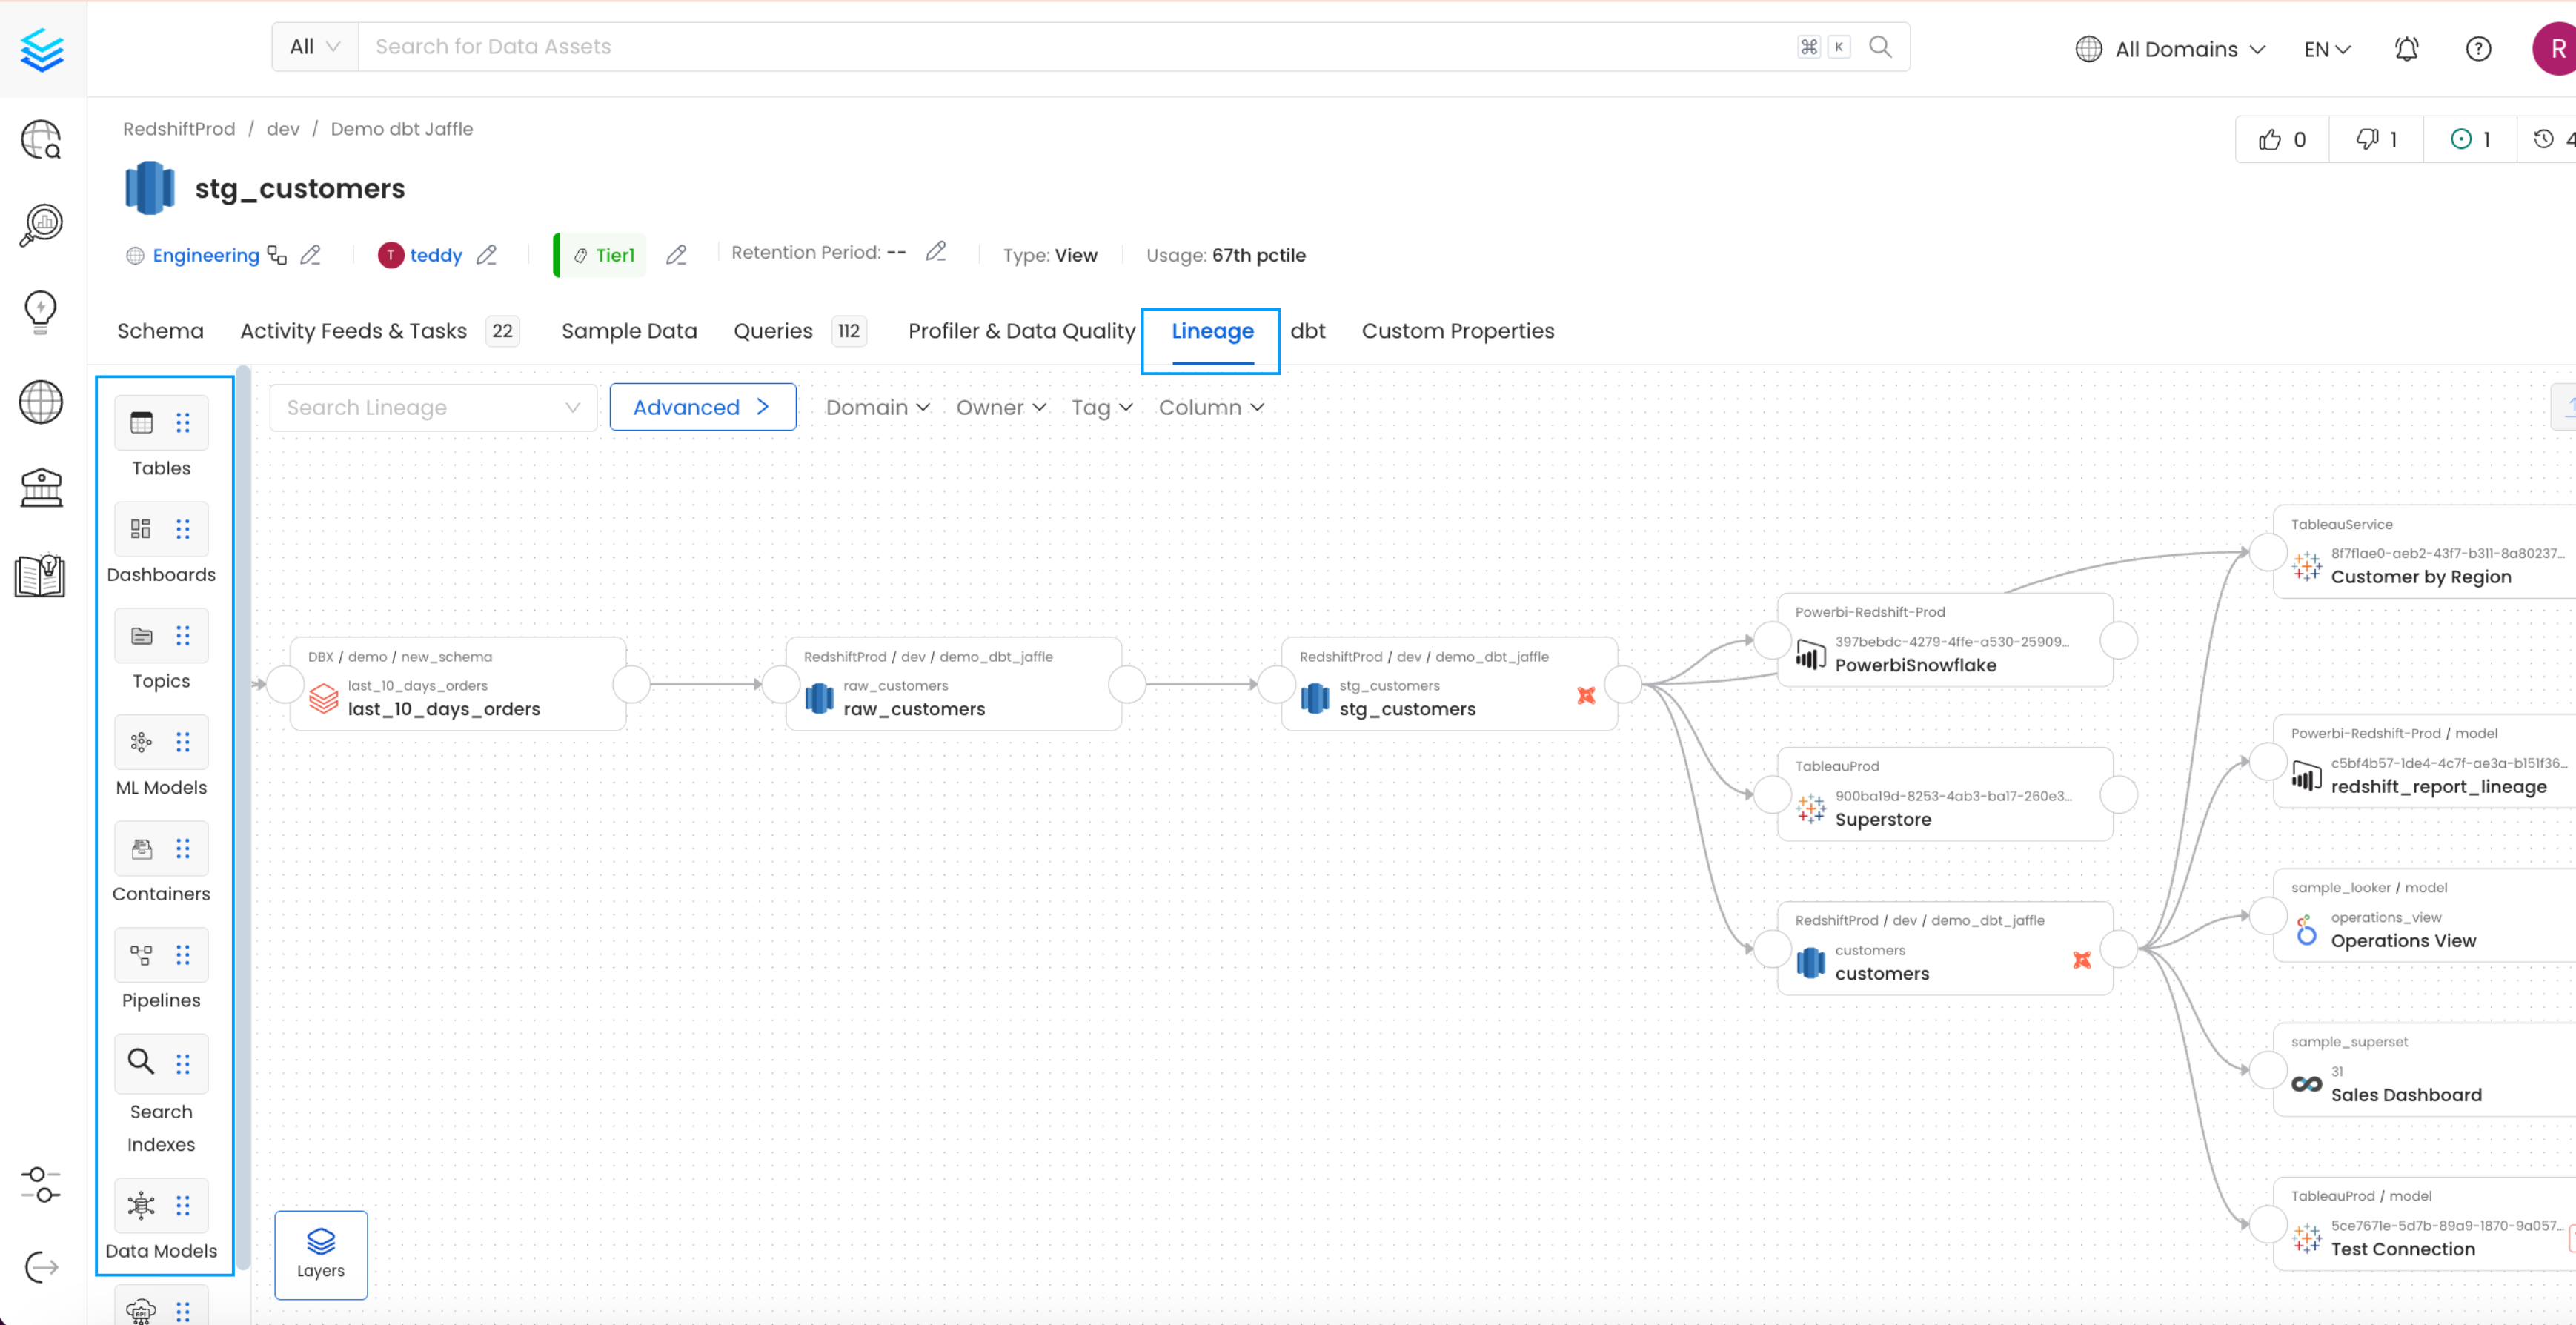 All Search for Data Assets ⌘ K All Domains EN R
RedshiftProd / dev / Demo dbt Jaffle
0 1 1 4
stg_customers
Engineering T teddy Tier1 Retention Period: -- Type: View Usage: 67th pctile
Schema Activity Feeds & Tasks 22 Sample Data Queries 112 Profiler & Data Quality Lineage dbt Custom Properties
Search Lineage Advanced Domain Owner Tag Column
Tables
Dashboards
Topics
ML Models
Containers
Pipelines
Search
Indexes
Data Models
API
Layers
DBX / demo / new_schema
last_10_days_orders
last_10_days_orders
RedshiftProd / dev / demo_dbt_jaffle
raw_customers
raw_customers
RedshiftProd / dev / demo_dbt_jaffle
stg_customers
stg_customers
Powerbi-Redshift-Prod
397bebdc-4279-4ffe-a530-25909...
PowerbiSnowflake
TableauProd
900ba19d-8253-4ab3-ba17-260e3...
Superstore
RedshiftProd / dev / demo_dbt_jaffle
customers
customers
TableauService
8f7f1ae0-aeb2-43f7-b311-8a80237...
Customer by Region
Powerbi-Redshift-Prod / model
c5bf4b57-1de4-4c7f-ae3a-b151f36...
redshift_report_lineage
sample_looker / model
operations_view
Operations View
sample_superset
31
Sales Dashboard
TableauProd / model
5ce7671e-5d7b-89a9-1870-9a057...
Test Connection